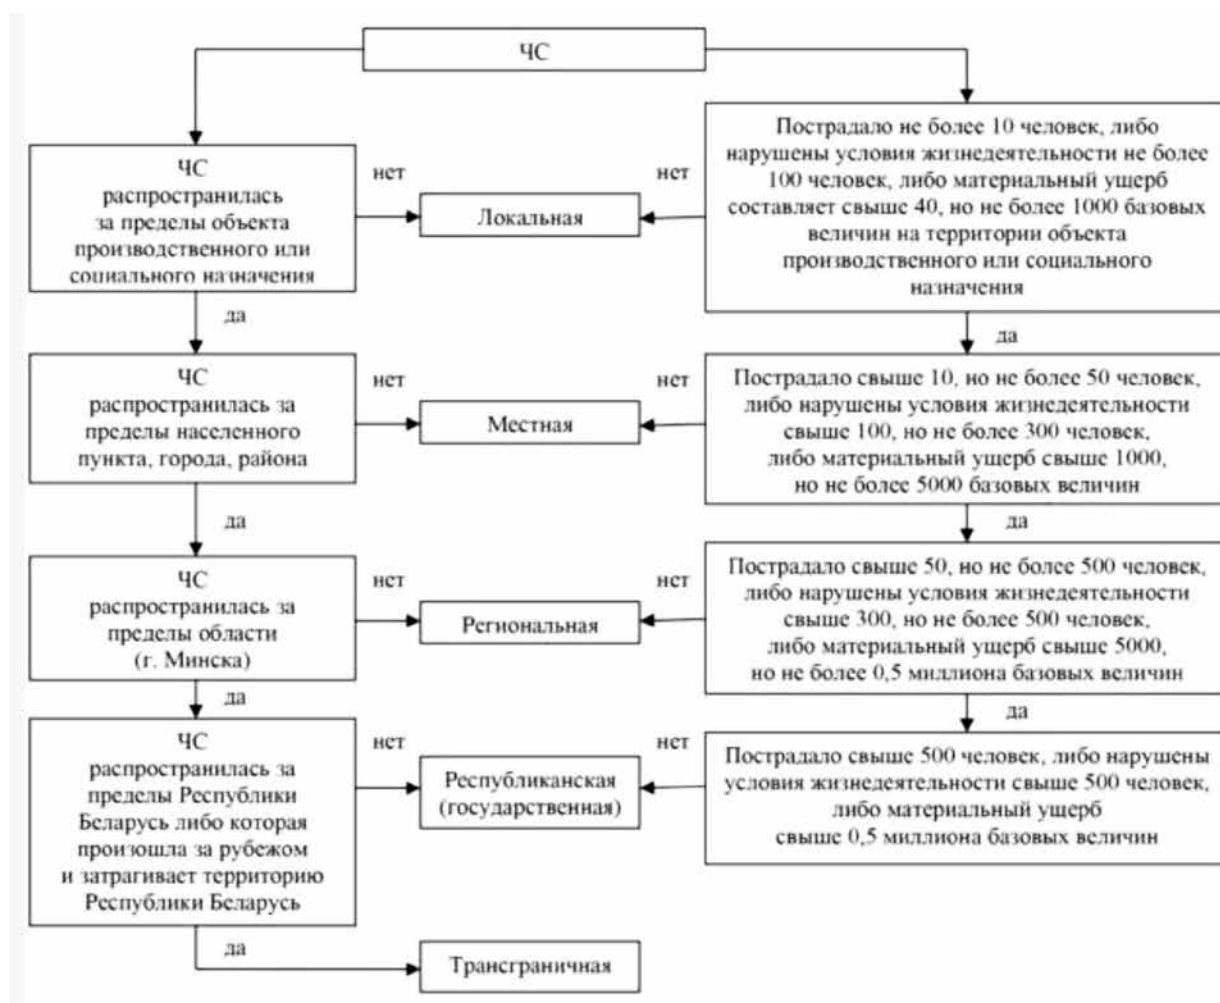 ЧС
ЧС
распространилась
за пределы объекта
производственного или
социального назначения
нет
Локальная
нет
Пострадало не более 10 человек, либо
нарушены условия жизнедеятельности не более
100 человек, либо материальный ущерб
составляет свыше 40, но не более 1000 базовых
величин на территории объекта
производственного или социального
назначения
да
да
ЧС
распространилась за
пределы населенного
пункта, города, района
нет
Местная
нет
Пострадало свыше 10, но не более 50 человек,
либо нарушены условия жизнедеятельности
свыше 100, но не более 300 человек,
либо материальный ущерб свыше 1000,
но не более 5000 базовых величин
да
да
ЧС
распространилась за
пределы области
(г. Минска)
нет
Региональная
нет
Пострадало свыше 50, но не более 500 человек,
либо нарушены условия жизнедеятельности
свыше 300, но не более 500 человек,
либо материальный ущерб свыше 5000,
но не более 0,5 миллиона базовых величин
да
да
ЧС
распространилась за
пределы Республики
Беларусь либо которая
произошла за рубежом
и затрагивает территорию
Республики Беларусь
нет
Республиканская
(государственная)
нет
Пострадало свыше 500 человек, либо нарушены
условия жизнедеятельности свыше 500 человек,
либо материальный ущерб
свыше 0,5 миллиона базовых величин
да
Трансграничная